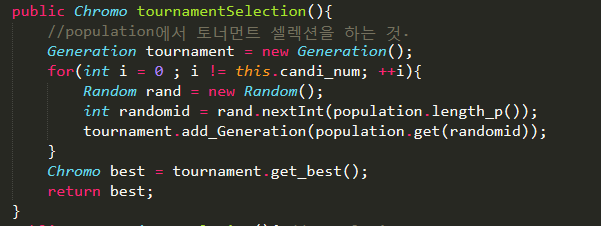 public Chromo tournamentSelection(){
//population에서 토너먼트 셀렉션을 하는 것.
Generation tournament = new Generation();
for(int i = 0 ; i != this.candi_num; ++i){
Random rand = new Random();
int randomid = rand.nextInt(population.length_p());
tournament.add_Generation(population.get(randomid));
}
Chromo best = tournament.get_best();
return best;
}